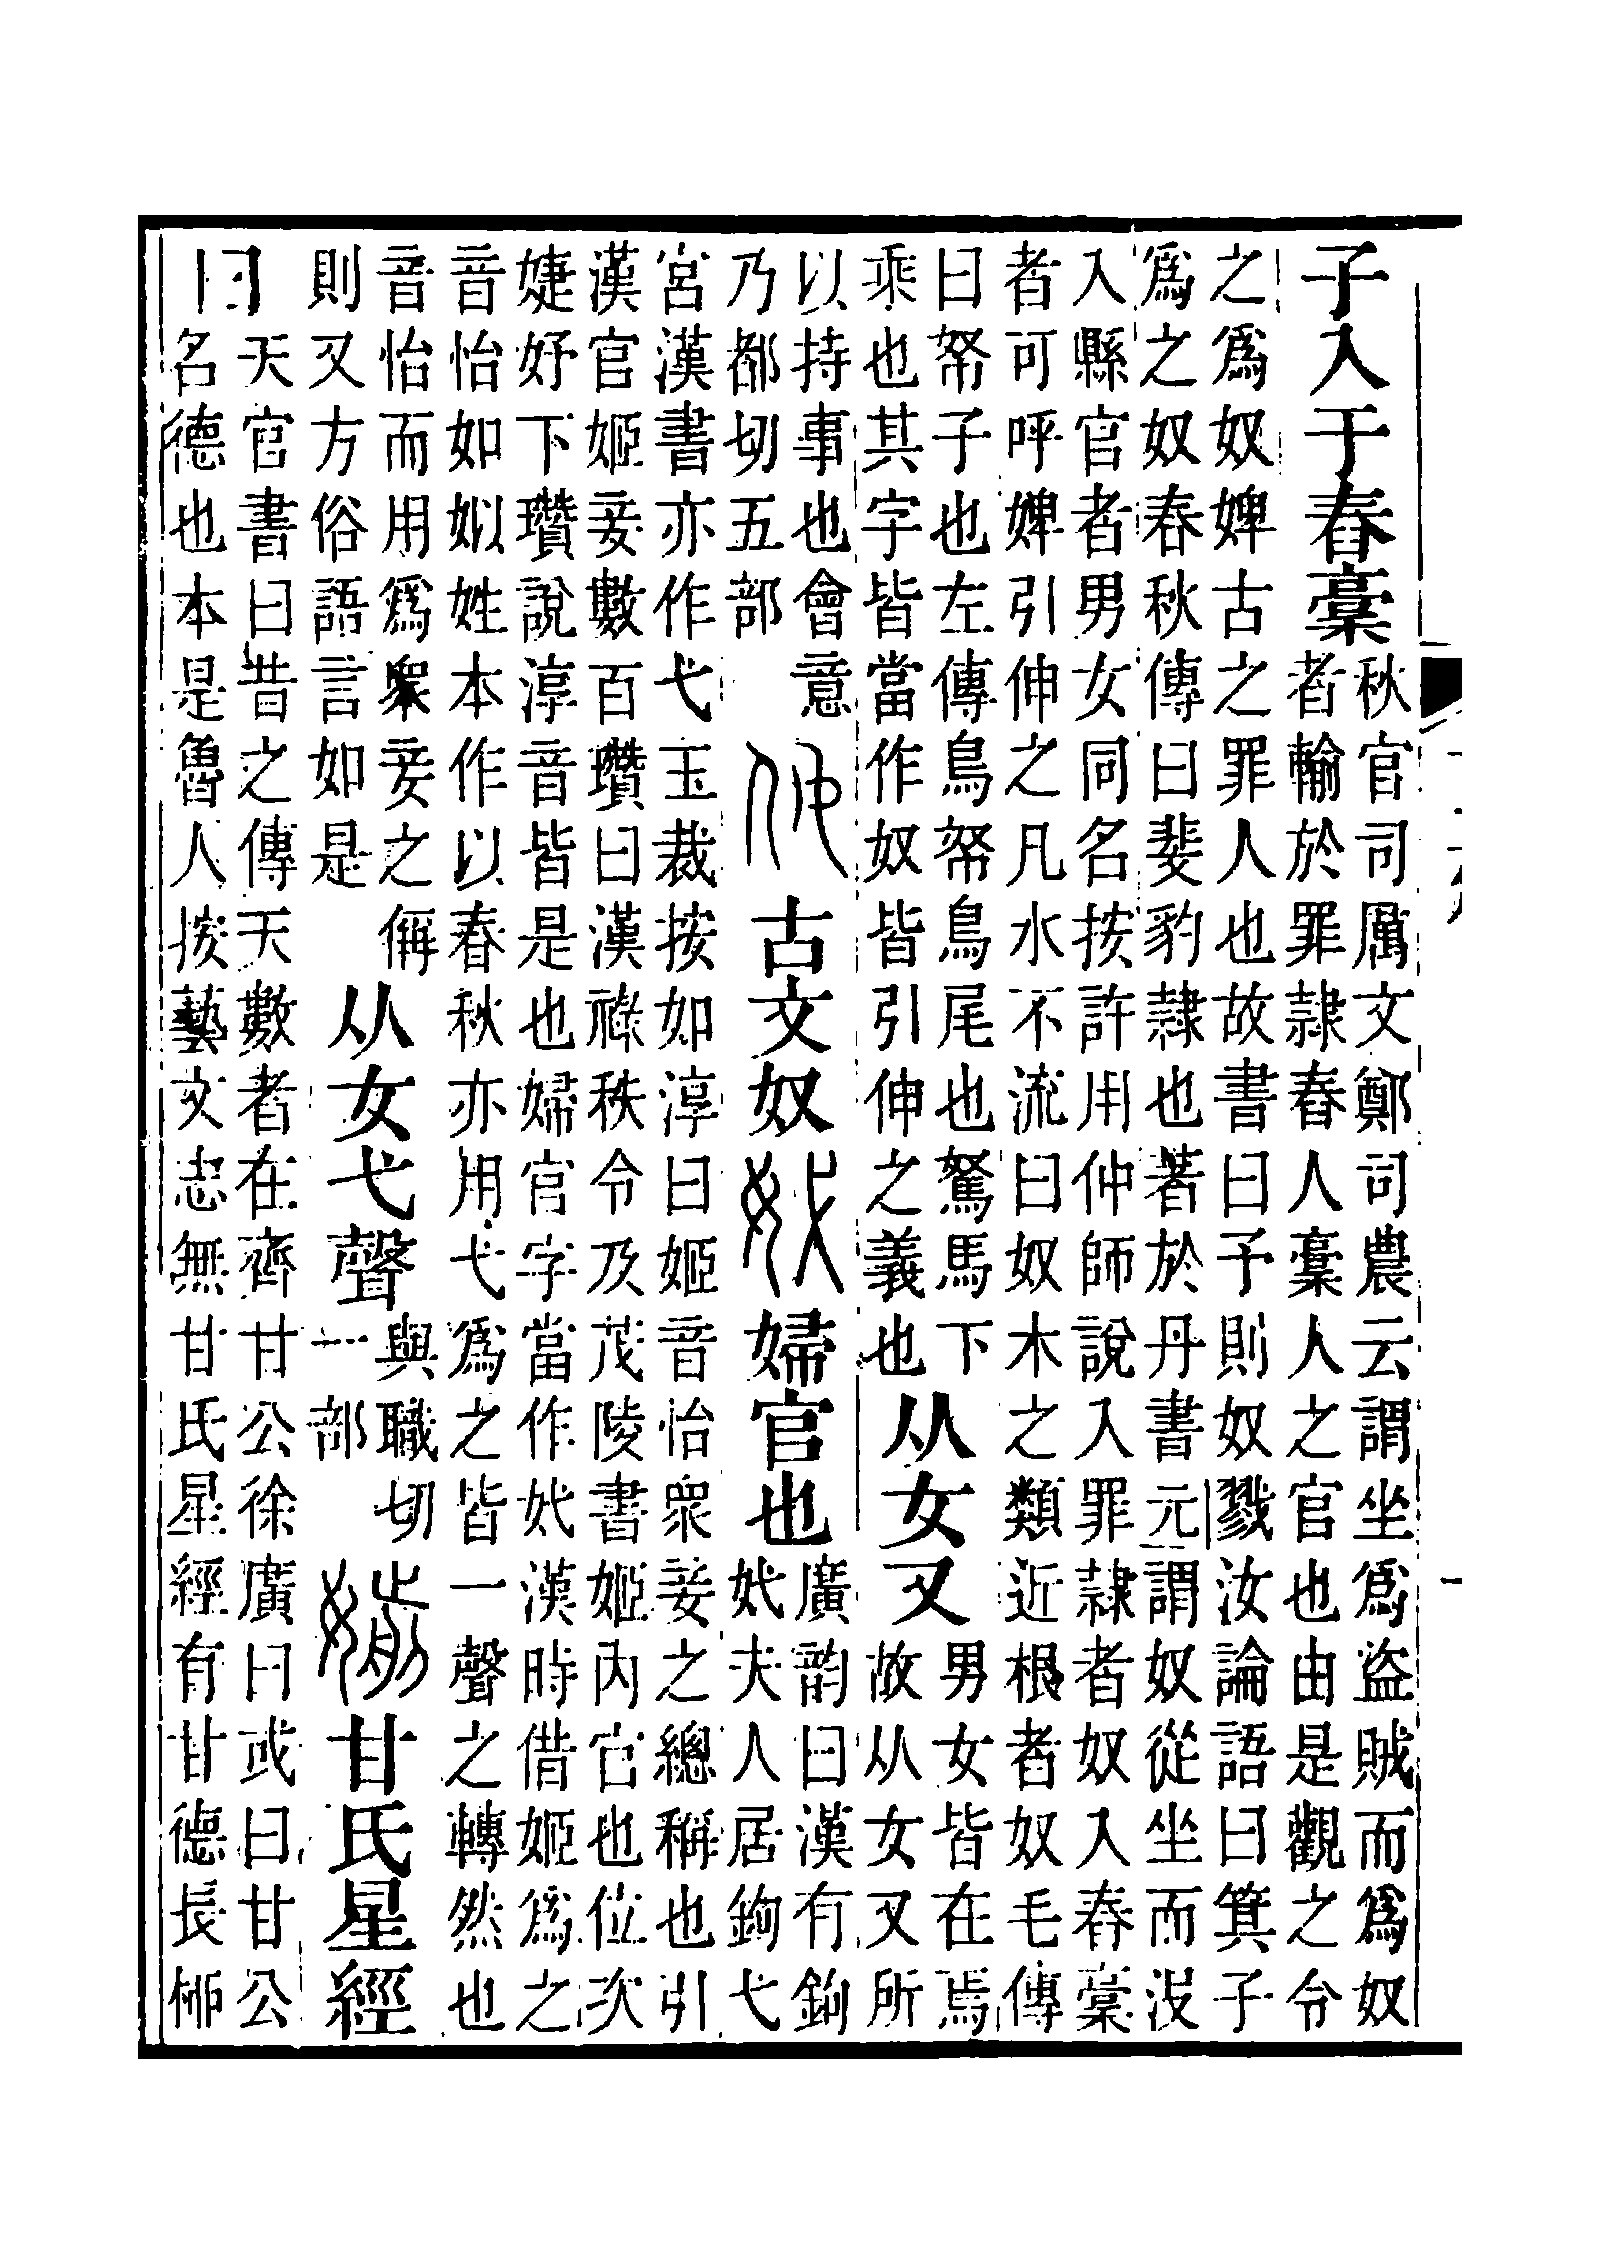 子入于舂稾秋官司厲文鄭司農云謂坐爲盜賊而爲奴
者輸於罪隸舂人稾人之官也由是觀之令
之爲奴婢古之罪人也故書曰予則奴戮汝論語曰箕子
爲之奴春秋傳曰斐豹隸也著於丹書元謂奴從坐而没
入縣官者男女同名按許用仲師說入罪隸者奴入舂稾
者可呼婢引伸之凡水不流曰奴木之類近根者奴毛傳
曰帑子也左傳鳥帑鳥尾也駑馬下
乘也其字皆當作奴皆引伸之義也
从女又男女皆在焉
故从女又所
以持事也會意
乃都切五部
古文奴
婦官也廣韵曰漢有鉤
㚤夫人居鉤弋
宮漢書亦作弋玉裁按如淳曰姬音怡眾妾之總稱也引
漢官姬妾數百瓚曰漢祿秩令及茂陵書姬內官也位次
婕妤下瓚說淳音皆是也婦官字當作㚤漢時借姬爲之
音怡如姒姓本作以春秋亦用弋爲之皆一聲之轉然也
音怡而用爲衆妾之偁
則又方俗語言如是
从女弋聲與職切
一部
甘氏星經
曰天官書曰昔之傳天數者在齊甘公徐廣曰或曰甘公
名德也本是魯人按藝文志無甘氏星經有甘德長桺